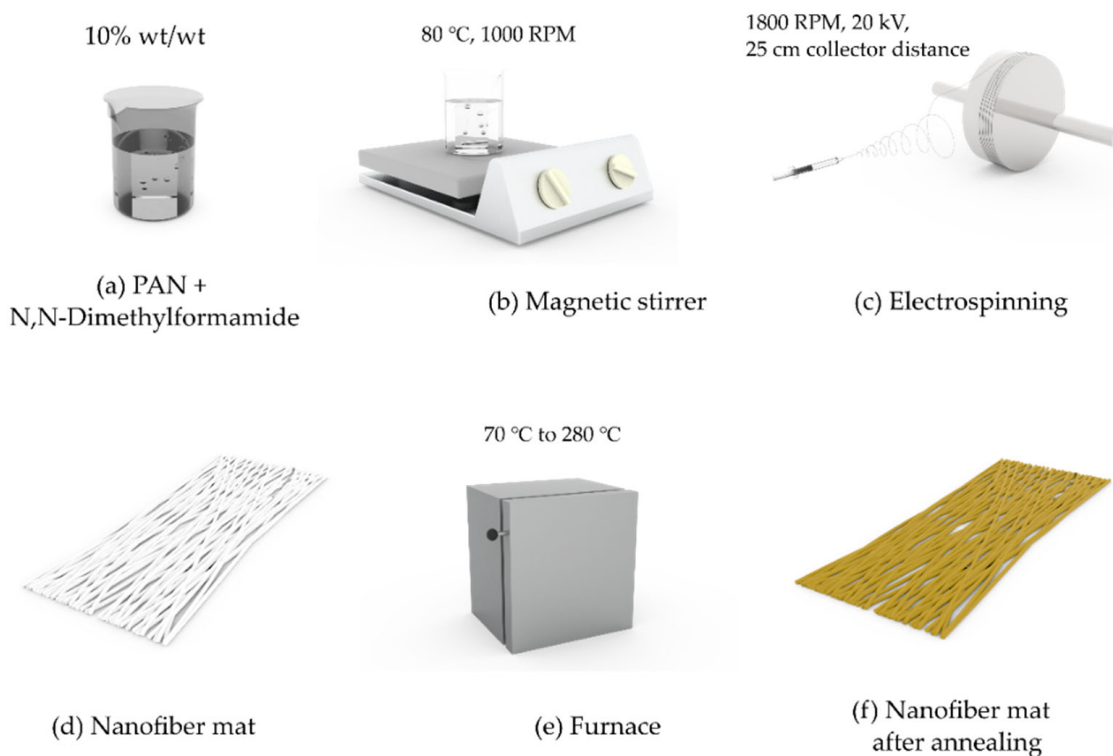 10% wt/wt
80 °C, 1000 RPM
1800 RPM, 20 kV,
25 cm collector distance
(a) PAN +
N,N-Dimethylformamide
(b) Magnetic stirrer
(c) Electrospinning
70 °C to 280 °C
(d) Nanofiber mat
(e) Furnace
(f) Nanofiber mat
after annealing